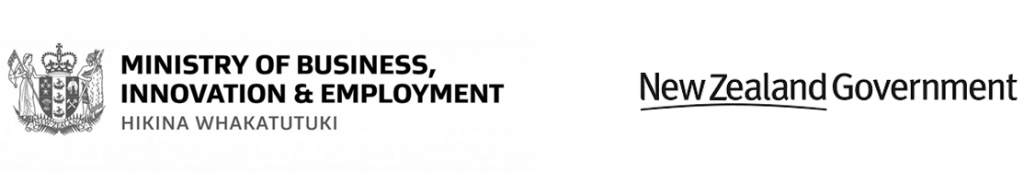 MINISTRY OF BUSINESS,
INNOVATION & EMPLOYMENT
HIKINA WHAKATUTUKI
New Zealand Government